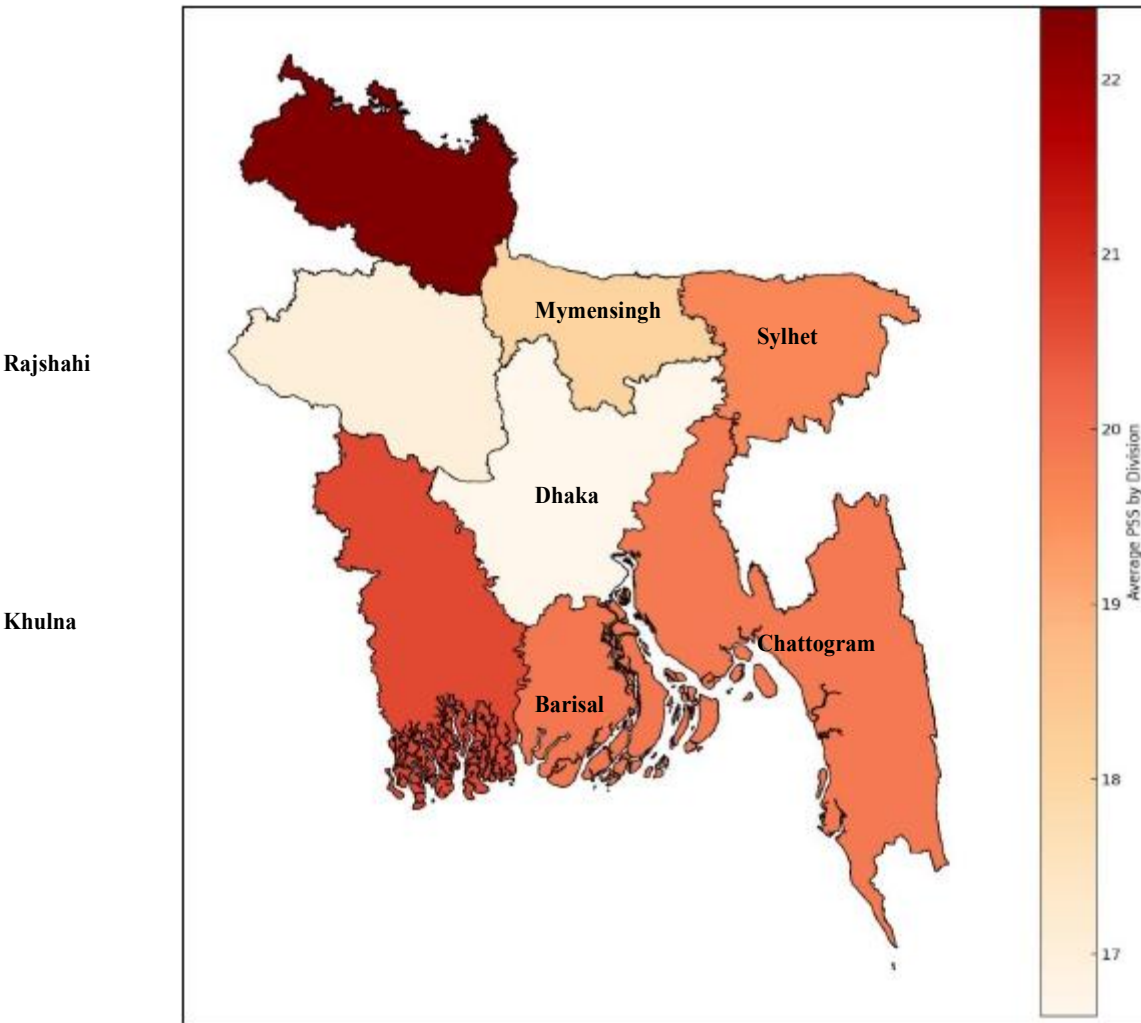 22
21
Mymensingh
Sylhet
Rajshahi
20
Average PSS by Division
Dhaka
19
Khulna
Chattogram
Barisal
18
17